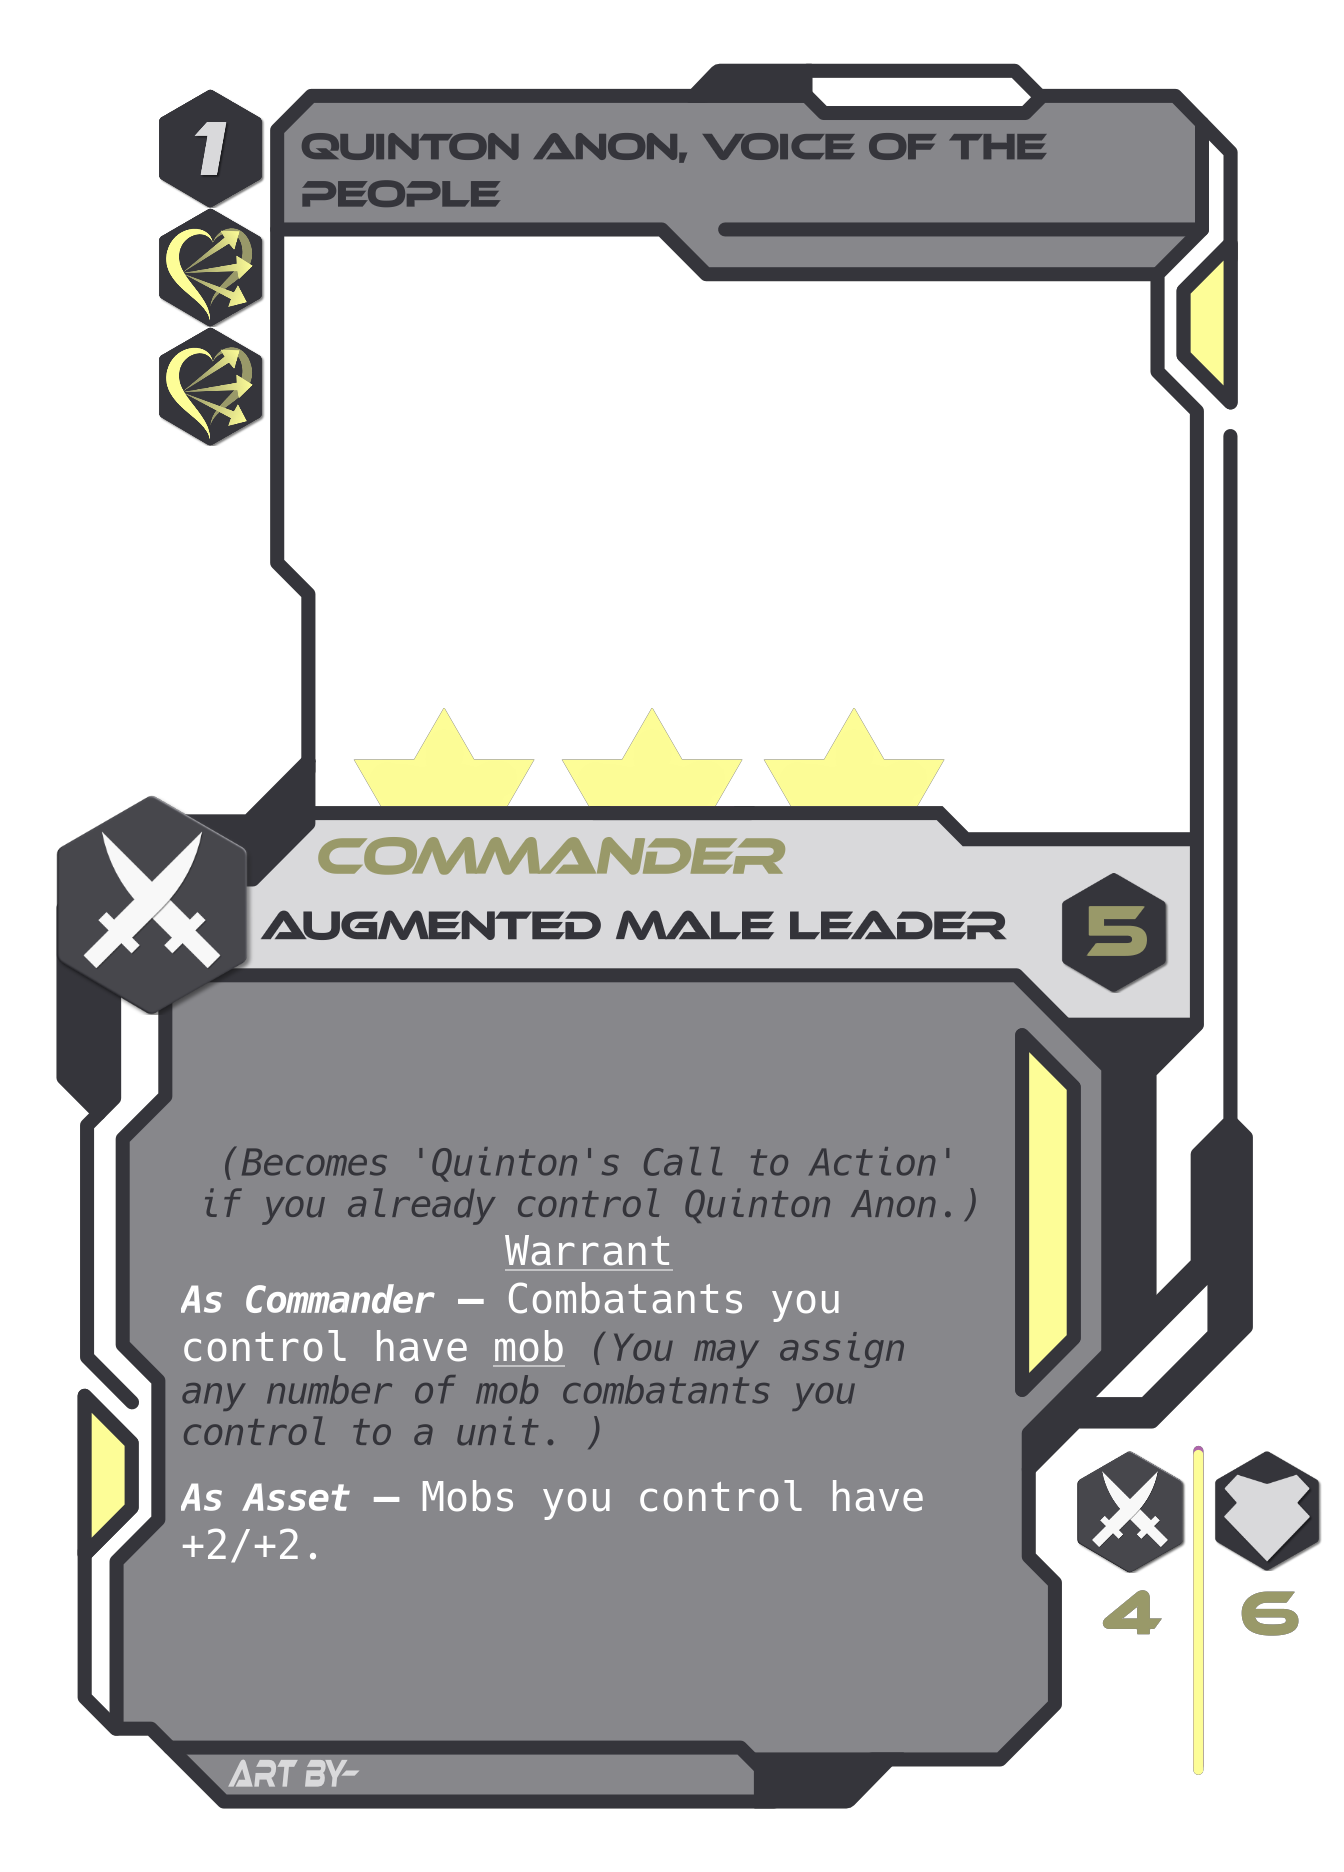 1
QUINTON ANON, VOICE OF THE
PEOPLE
COMMANDER
AUGMENTED MALE LEADER
5
(Becomes 'Quinton's Call to Action'
if you already control Quinton Anon.)
Warrant
As Commander — Combatants you
control have mob (You may assign
any number of mob combatants you
control to a unit. )
As Asset — Mobs you control have
+2/+2.
4
6
ART BY-